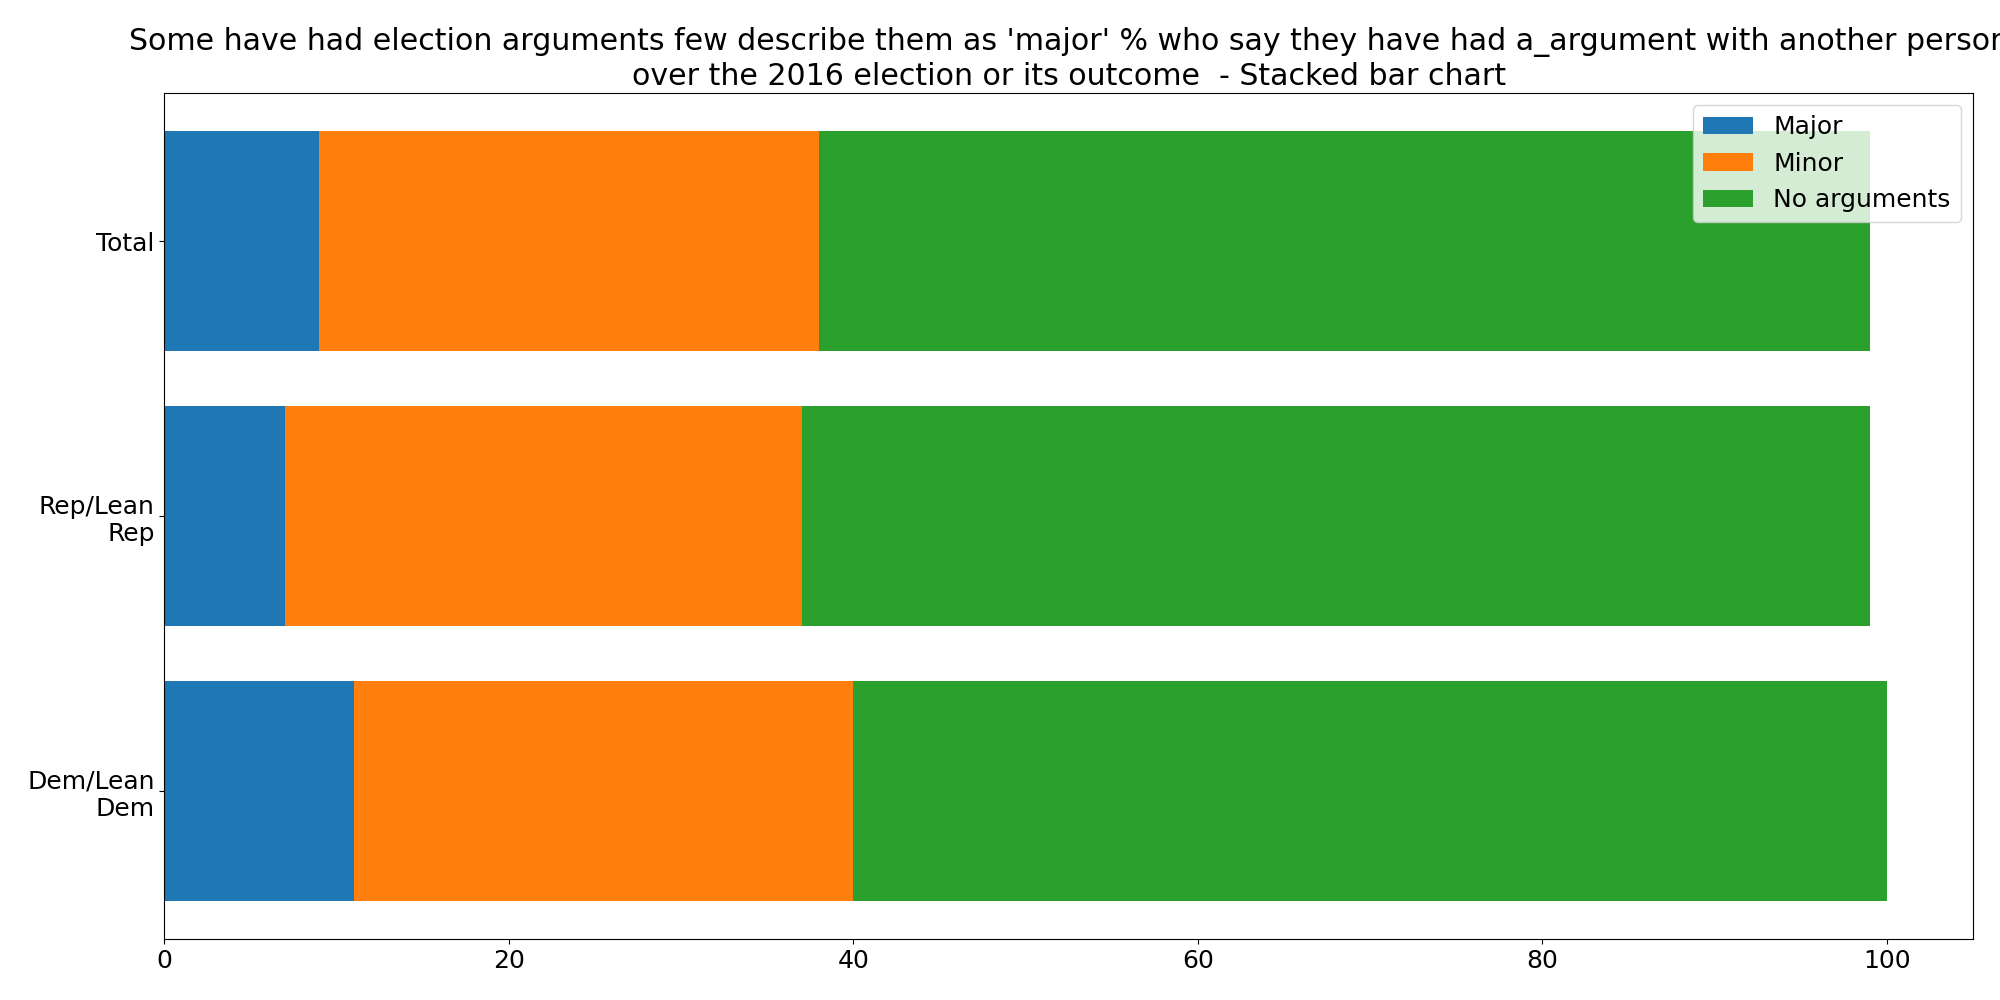 Some have had election arguments few describe them as 'major' % who say they have had a_argument with another person
over the 2016 election or its outcome - Stacked bar chart
Major
Minor
No arguments
Total
Rep/Lean
Rep
Dem/Lean
Dem
0 20 40 60 80 100